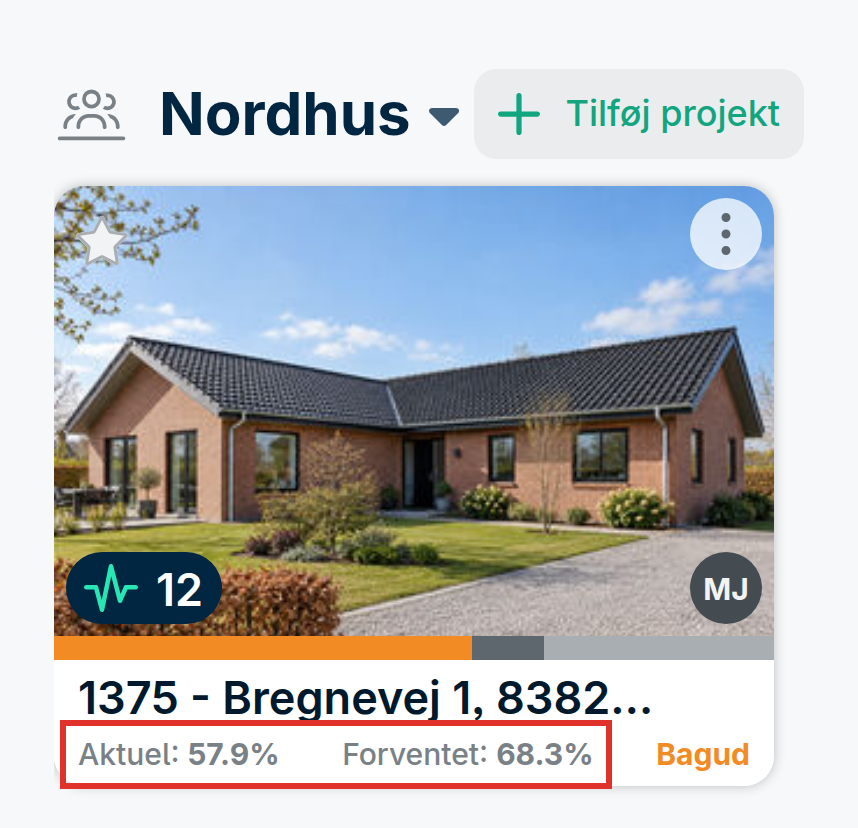 Nordhus
Tilføj projekt
12
MJ
1375 - Bregnevej 1, 8382...
Aktuel: 57.9% Forventet: 68.3% Bagud